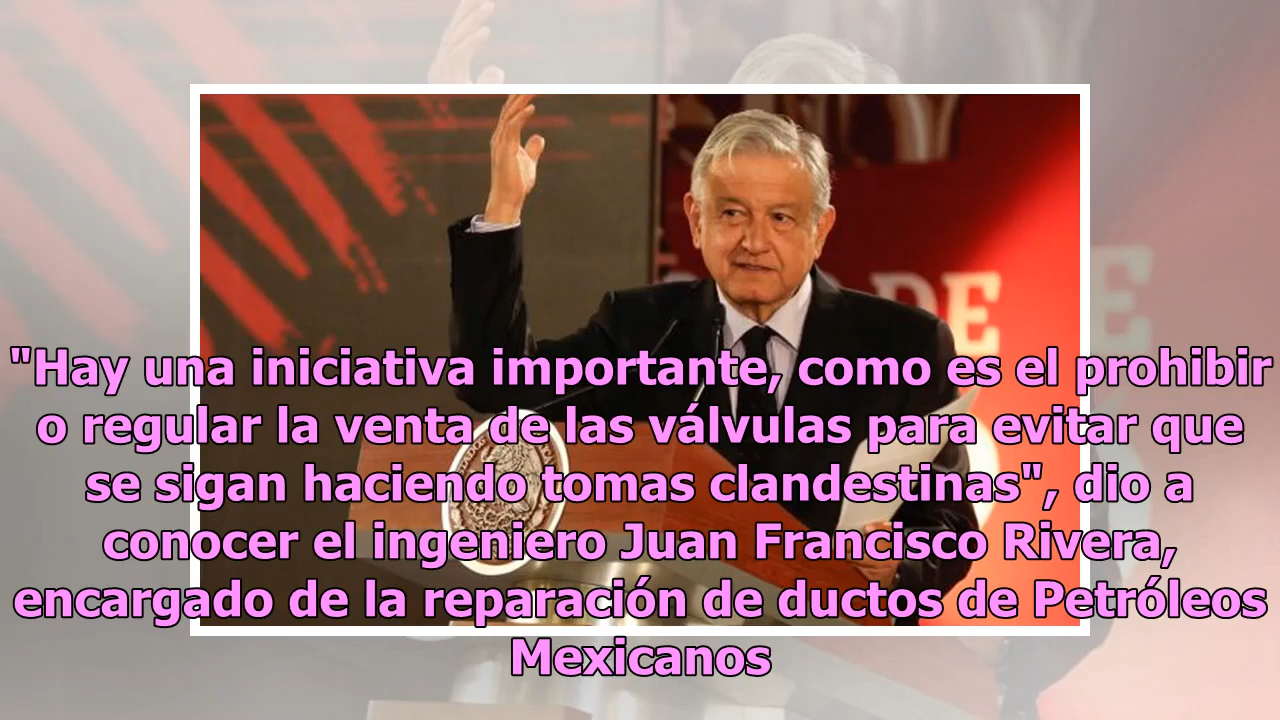 "Hay una iniciativa importante, como es el prohibir
o regular la venta de las válvulas para evitar que
se sigan haciendo tomas clandestinas", dio a
conocer el ingeniero Juan Francisco Rivera,
encargado de la reparación de ductos de Petróleos
Mexicanos
DE